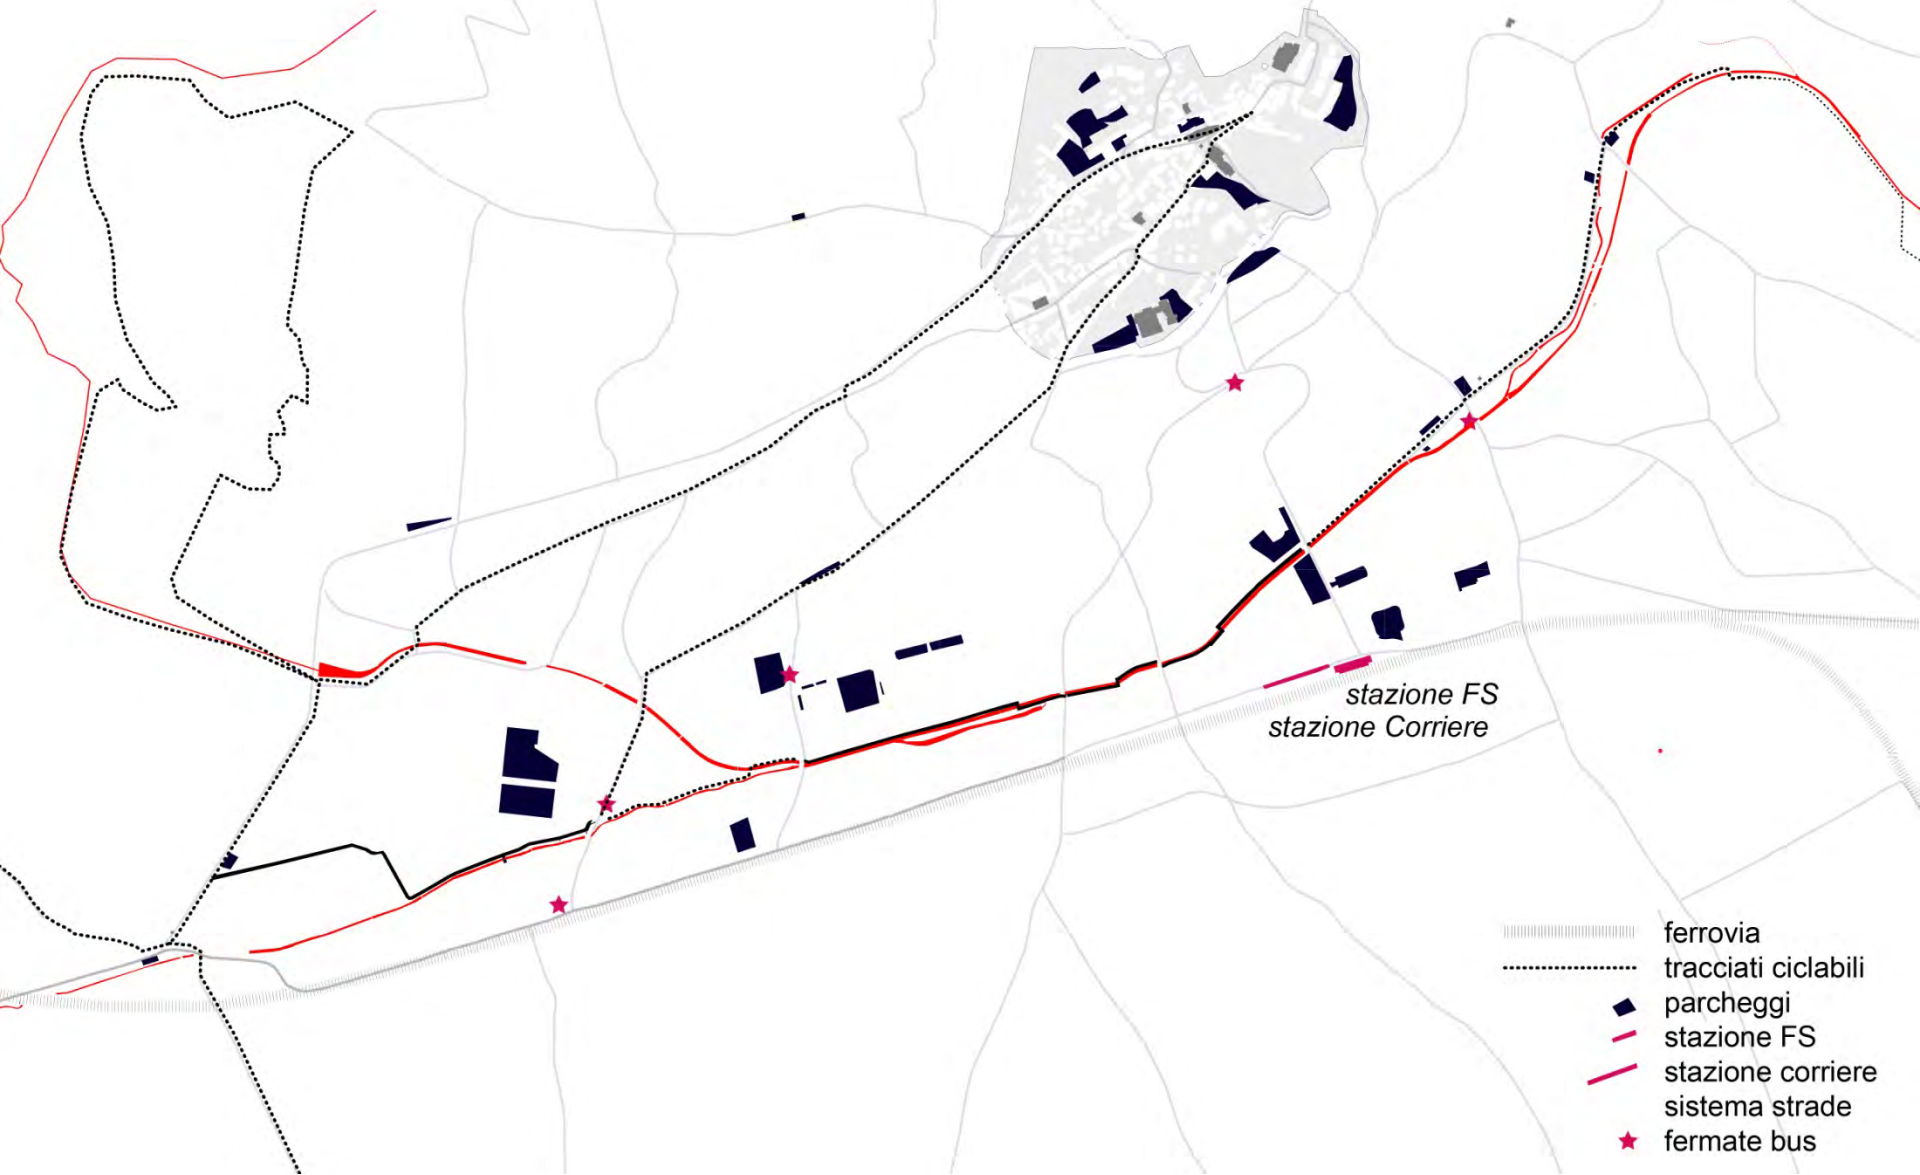 stazione FS
stazione Corriere
ferrovia
tracciati ciclabili
parcheggi
stazione FS
stazione corriere
sistema strade
fermate bus